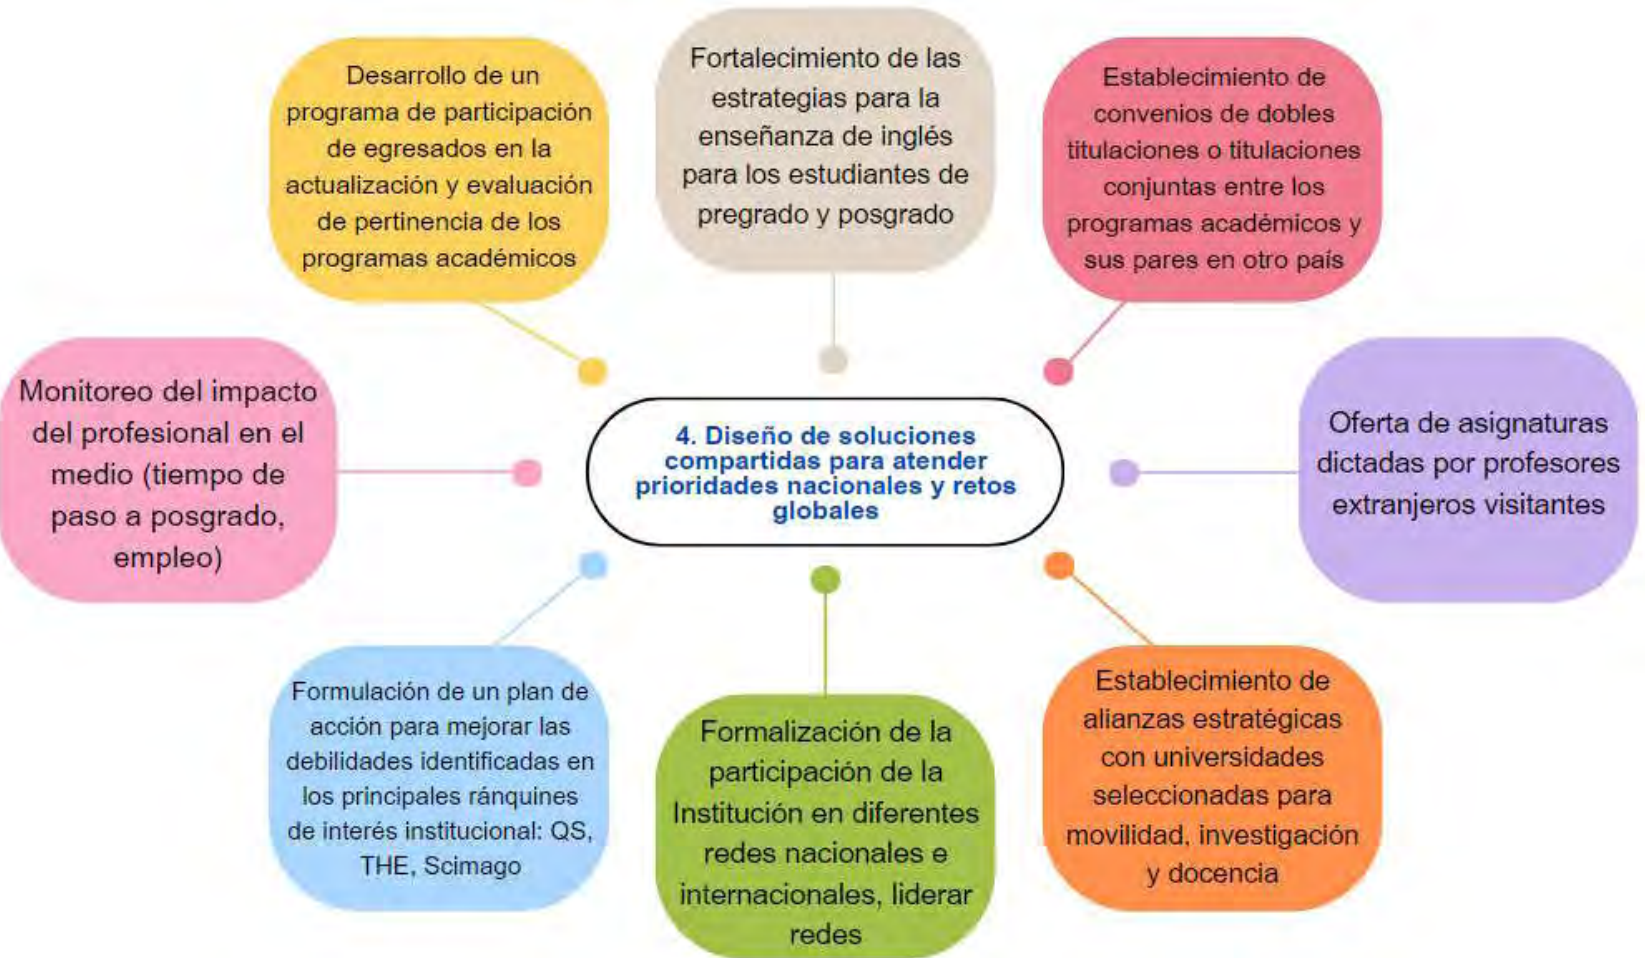 Desarrollo de un
programa de participación
de egresados en la
actualización y evaluación
de pertinencia de los
programas académicos
Fortalecimiento de las
estrategias para la
enseñanza de inglés
para los estudiantes de
pregrado y posgrado
Establecimiento de
convenios de dobles
titulaciones o titulaciones
conjuntas entre los
programas académicos y
sus pares en otro país
Monitoreo del impacto
del profesional en el
medio (tiempo de
paso a posgrado,
empleo)
4. Diseño de soluciones
compartidas para atender
prioridades nacionales y retos
globales
Oferta de asignaturas
dictadas por profesores
extranjeros visitantes
Formulación de un plan de
acción para mejorar las
debilidades identificadas en
los principales ránquines
de interés institucional: QS,
THE, Scimago
Formalización de la
participación de la
Institución en diferentes
redes nacionales e
internacionales, liderar
redes
Establecimiento de
alianzas estratégicas
con universidades
seleccionadas para
movilidad, investigación
y docencia